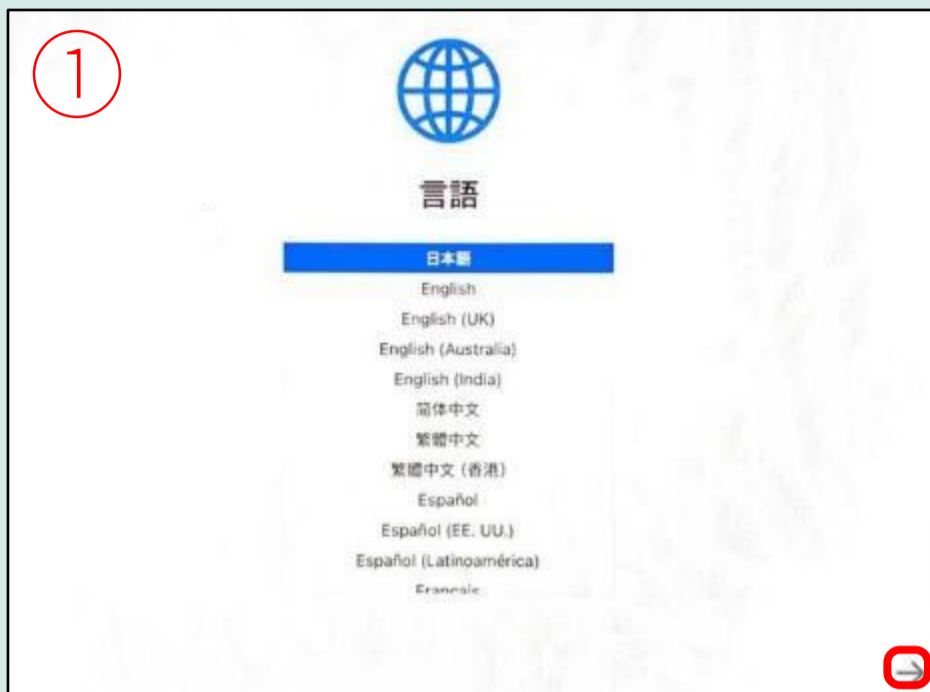 ①
言語
日本語
English
English (UK)
English (Australia)
English (India)
简体中文
繁體中文
繁體中文 (香港)
Español
Español (EE. UU.)
Español (Latinoamérica)
Français
→